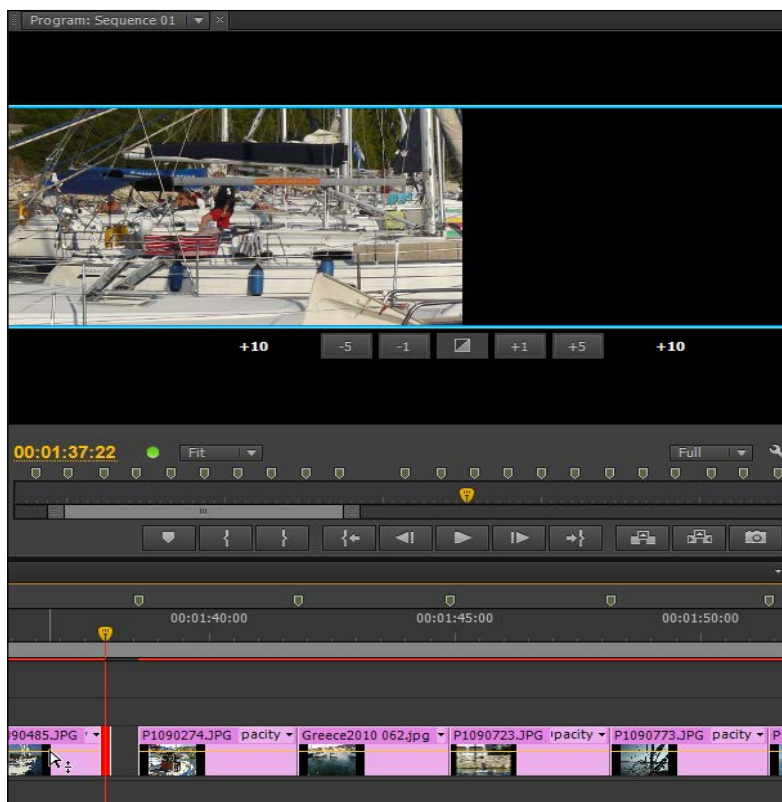 Program: Sequence 01
+10 -5 -1 +1 +5 +10
00:01:37:22 Fit Full
00:01:40:00 00:01:45:00 00:01:50:00
090485.JPG P1090274.JPG pacity Greece2010 062.jpg P1090723.JPG pacity P1090773.JPG pacity P